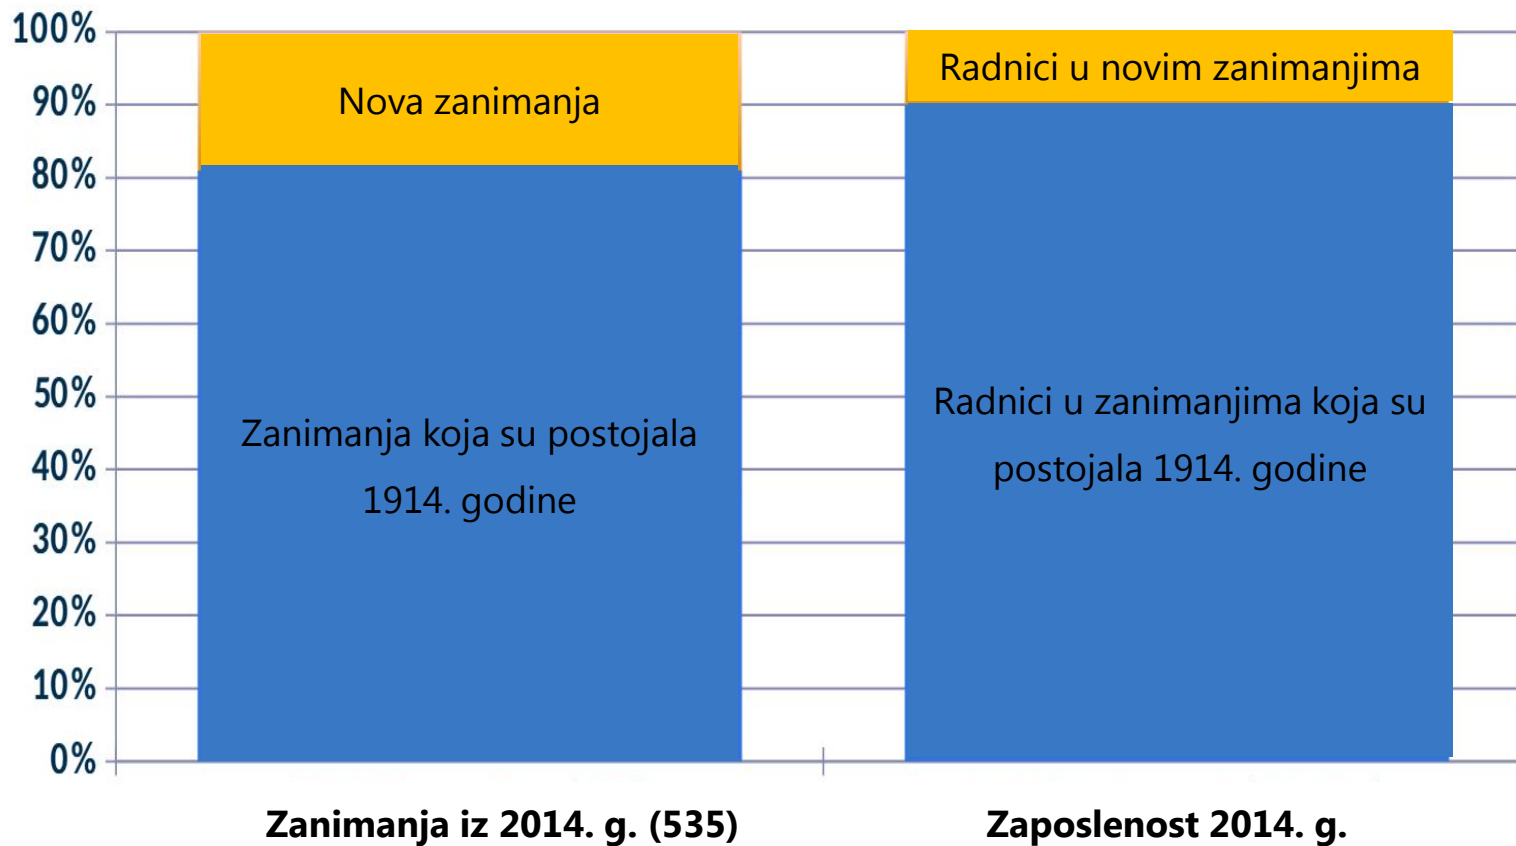 100%
90%
80%
70%
60%
50%
40%
30%
20%
10%
0%
Nova zanimanja
Zanimanja koja su postojala
1914. godine
Radnici u novim zanimanjima
Radnici u zanimanjima koja su
postojala 1914. godine
Zanimanja iz 2014. g. (535)
Zaposlenost 2014. g.